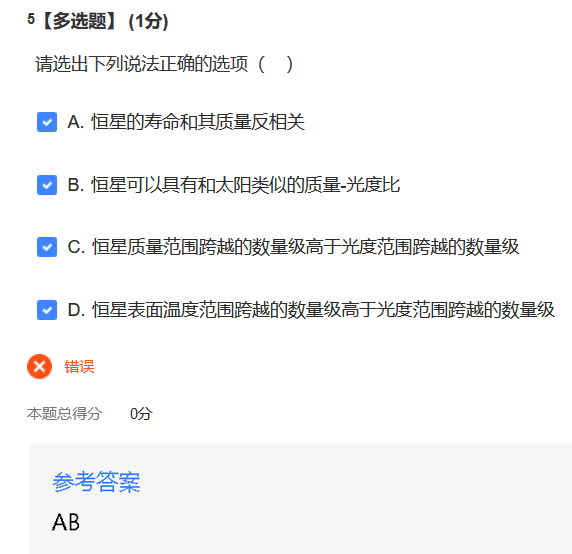 5【多选题】 (1分)
请选出下列说法正确的选项（ ）
A. 恒星的寿命和其质量反相关
B. 恒星可以具有和太阳类似的质量-光度比
C. 恒星质量范围跨越的数量级高于光度范围跨越的数量级
D. 恒星表面温度范围跨越的数量级高于光度范围跨越的数量级
错误
本题总得分 0分
参考答案
AB